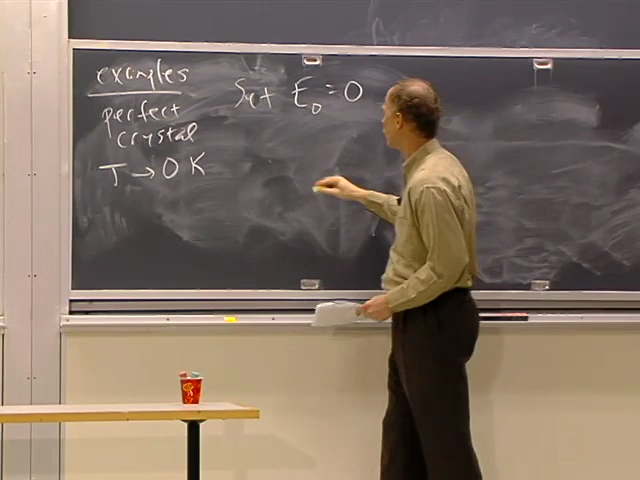 examples
perfect
crystal
T → 0 K
Set E₀ = 0